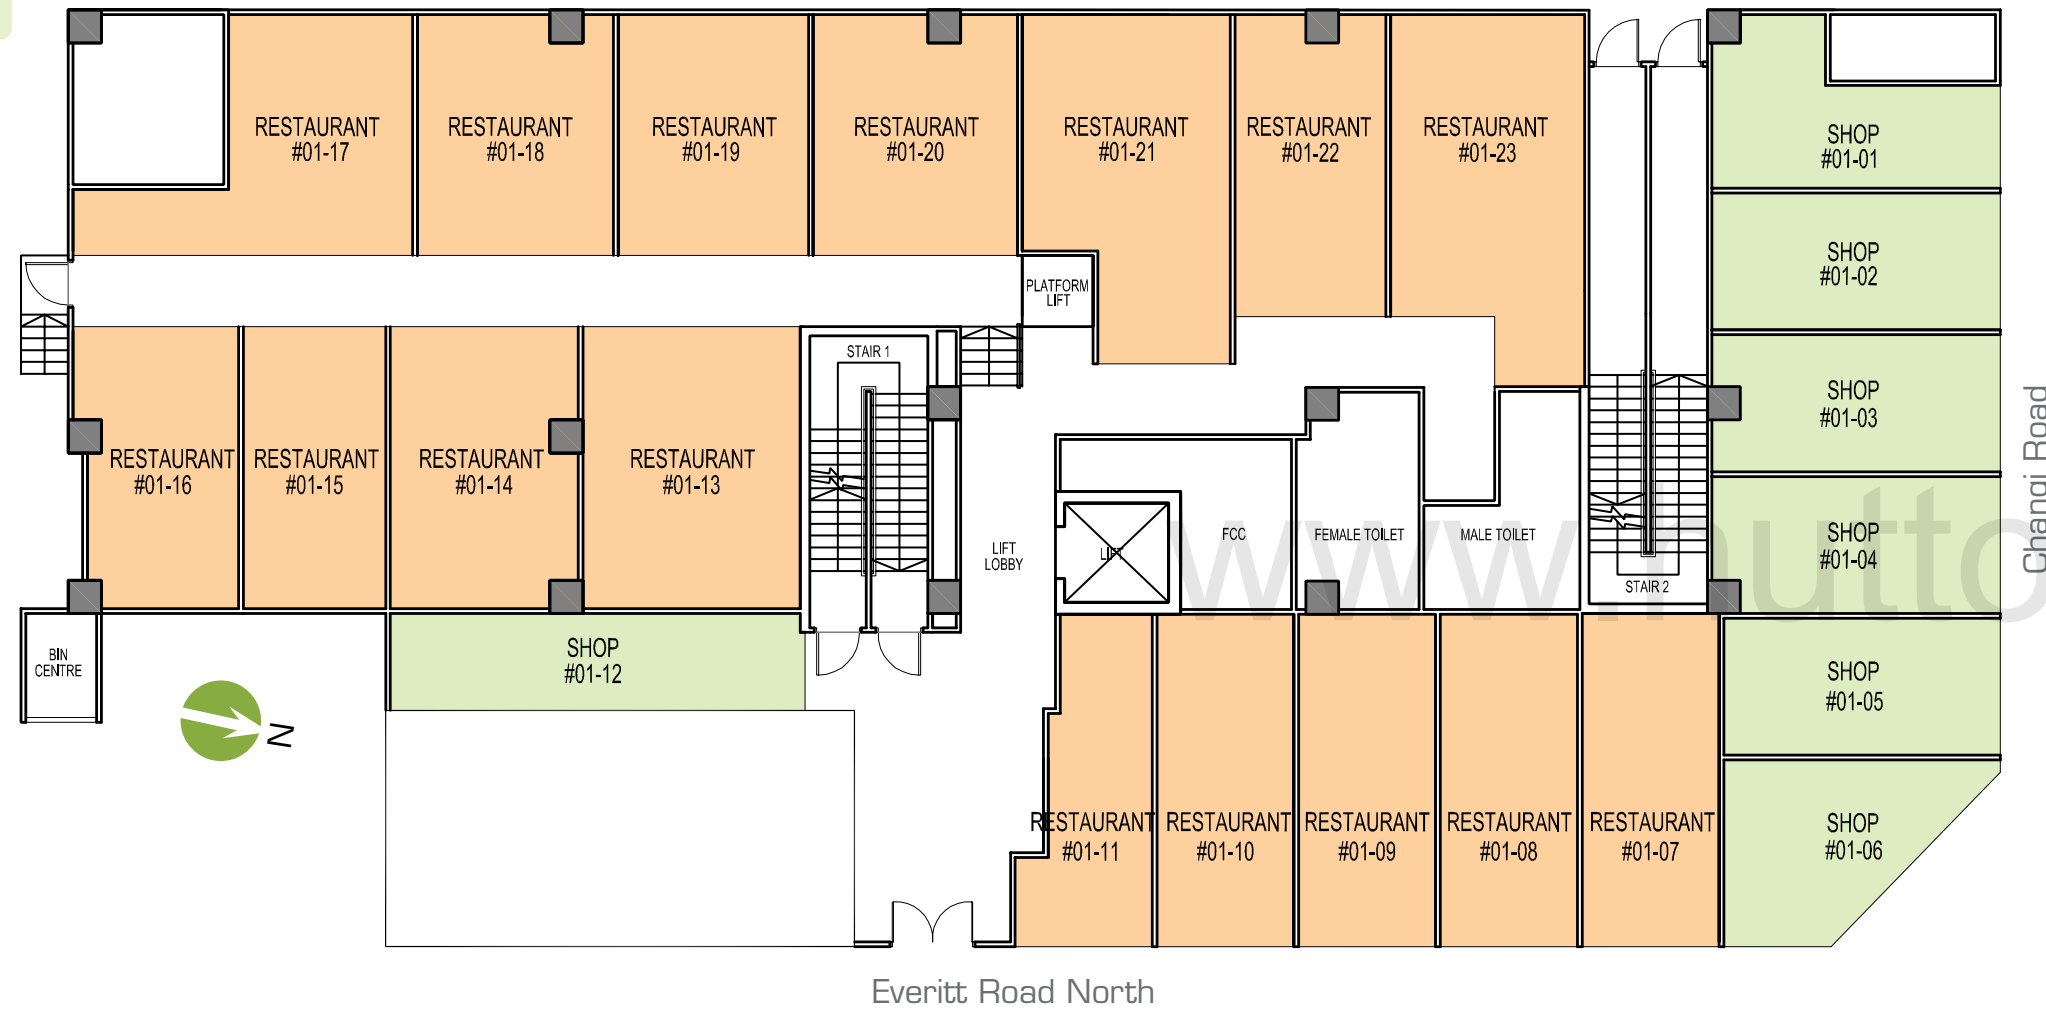 RESTAURANT
#01-17
RESTAURANT
#01-18
RESTAURANT
#01-19
RESTAURANT
#01-20
RESTAURANT
#01-21
RESTAURANT
#01-22
RESTAURANT
#01-23
SHOP
#01-01
SHOP
#01-02
PLATFORM
LIFT
STAIR 1
SHOP
#01-03
Changi Road
RESTAURANT
#01-16
RESTAURANT
#01-15
RESTAURANT
#01-14
RESTAURANT
#01-13
LIFT
LOBBY
LIFT
FCC
FEMALE TOILET
MALE TOILET
STAIR 2
SHOP
#01-04
www.hutto
BIN
CENTRE
SHOP
#01-12
SHOP
#01-05
N
RESTAURANT
#01-11
RESTAURANT
#01-10
RESTAURANT
#01-09
RESTAURANT
#01-08
RESTAURANT
#01-07
SHOP
#01-06
Everitt Road North